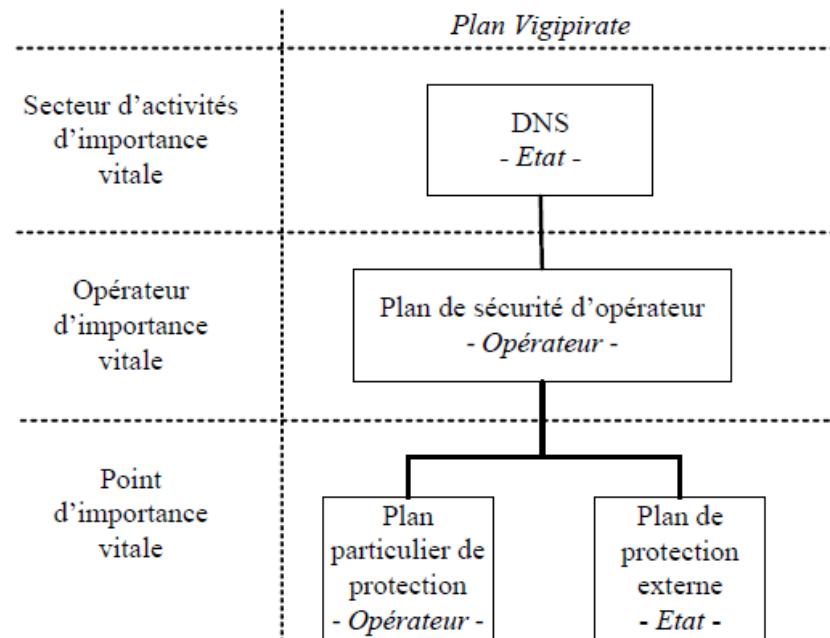 Plan Vigipirate
Secteur d’activités
d’importance
vitale
DNS
- Etat -
Opérateur
d’importance
vitale
Plan de sécurité d’opérateur
- Opérateur -
Point
d’importance
vitale
Plan
particulier de
protection
- Opérateur -
Plan de
protection
externe
- Etat -